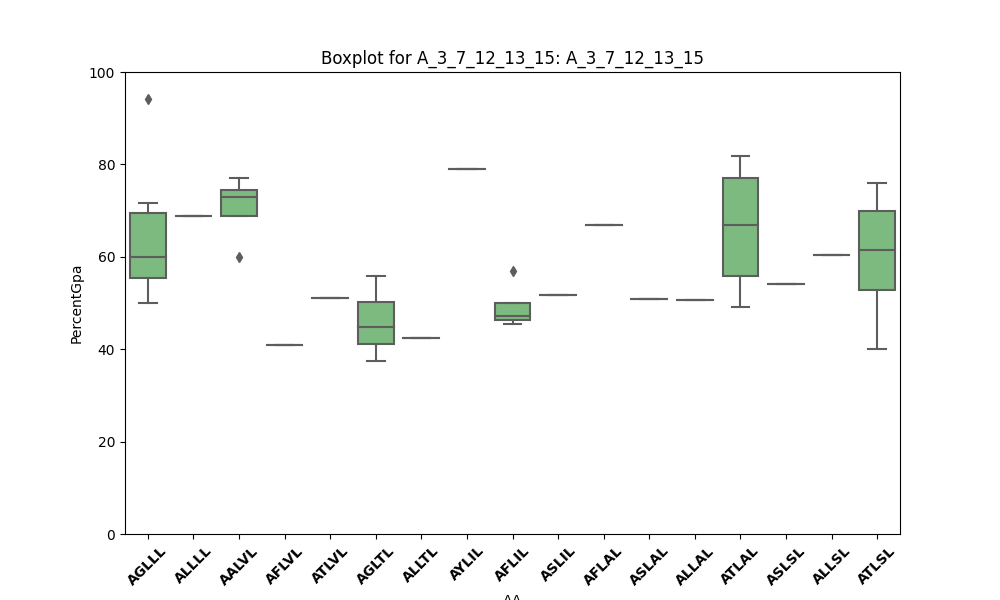 Boxplot for A_3_7_12_13_15: A_3_7_12_13_15
100
80
60
40
20
0
PercentGpa
AGLLL
ALLLL
AALVL
AFLVL
ATLVL
AGLTL
ALLTL
AYLIL
AFLIL
ASLIL
AFLAL
ASLAL
ALLAL
ATLAL
ASLSL
ALLSL
ATLSL
AA